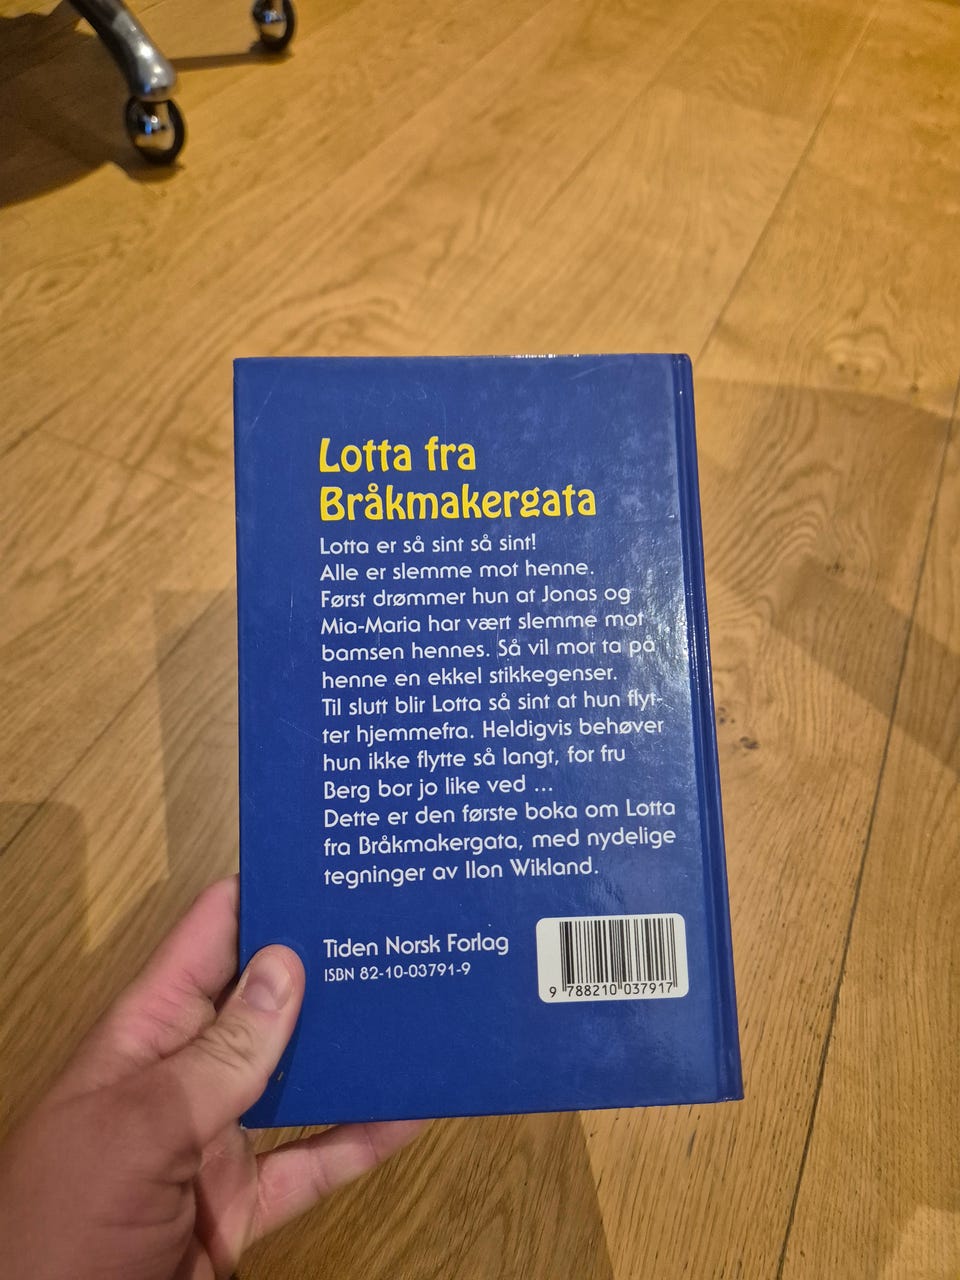 Lotta fra
Bråkmakergata
Lotta er så sint så sint!
Alle er slemme mot henne.
Først drømmer hun at Jonas og
Mia-Maria har vært slemme mot
bamsen hennes. Så vil mor ta på
henne en ekkel stikkegenser.
Til slutt blir Lotta så sint at hun flyt-
ter hjemmefra. Heldigvis behøver
hun ikke flytte så langt, for fru
Berg bor jo like ved ...
Dette er den første boka om Lotta
fra Bråkmakergata, med nydelige
tegninger av Ilon Wikland.
Tiden Norsk Forlag
ISBN 82-10-03791-9
9 788210 037917